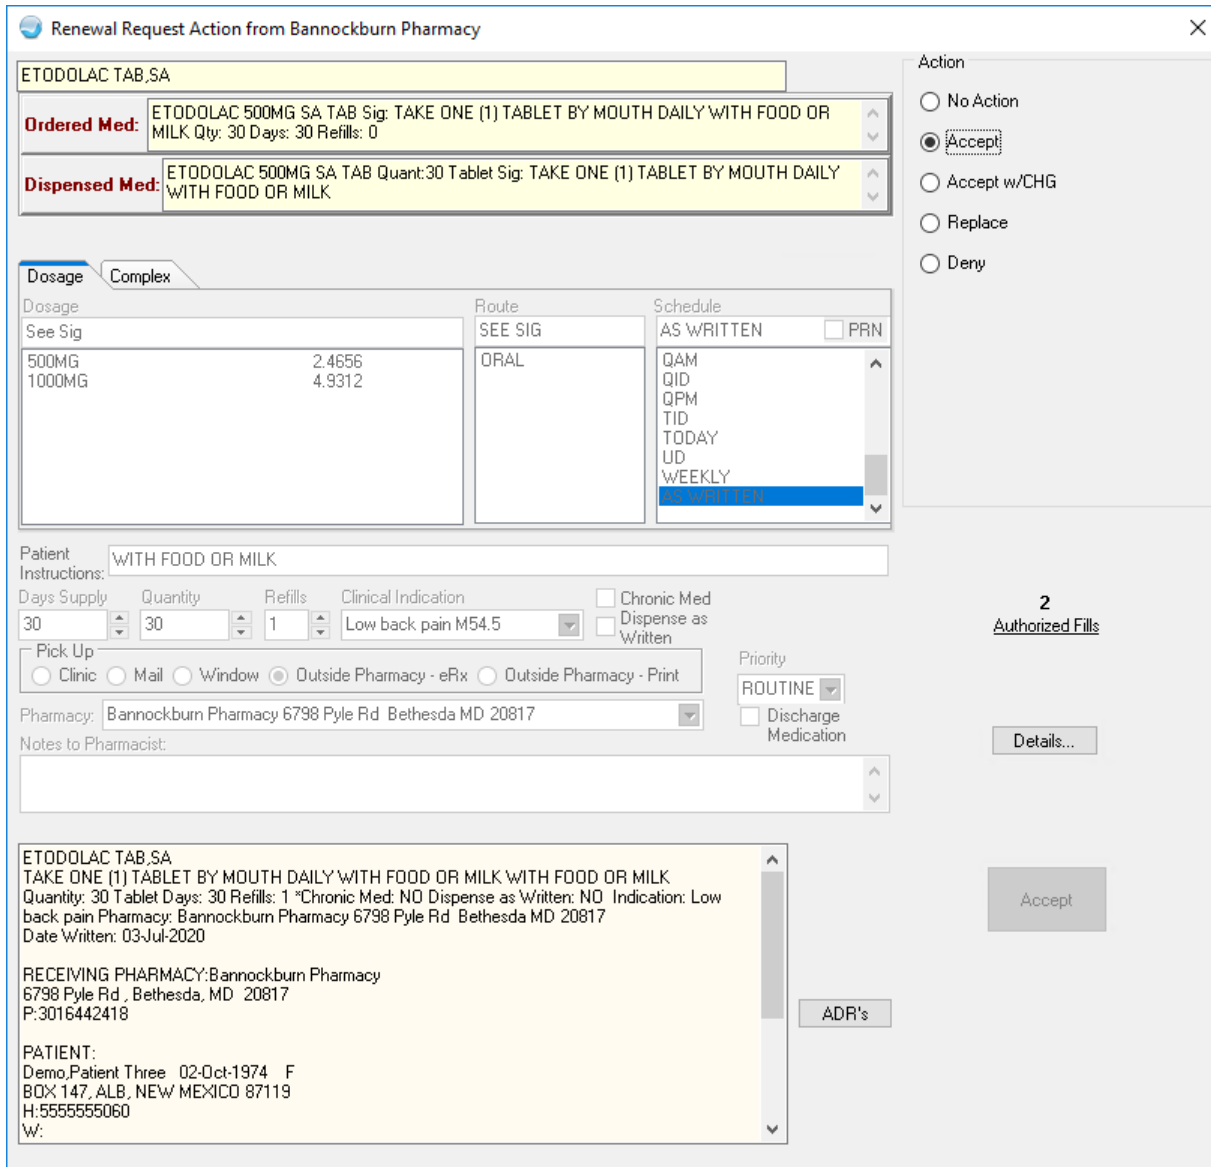 Renewal Request Action from Bannockburn Pharmacy
ETODOLAC TAB,SA
Ordered Med:
ETODOLAC 500MG SA TAB Sig: TAKE ONE (1) TABLET BY MOUTH DAILY WITH FOOD OR
MILK Qty: 30 Days: 30 Refills: 0
Dispensed Med:
ETODOLAC 500MG SA TAB Quant:30 Tablet Sig: TAKE ONE (1) TABLET BY MOUTH DAILY
WITH FOOD OR MILK
Action
No Action
Accept
Accept w/CHG
Replace
Deny
Dosage Complex
Dosage
See Sig
500MG 2.4656
1000MG 4.9312
Route
SEE SIG
ORAL
Schedule
AS WRITTEN PRN
QAM
QID
QPM
TID
TODAY
UD
WEEKLY
AS WRITTEN
Patient
Instructions:
WITH FOOD OR MILK
Days Supply Quantity Refills Clinical Indication
30 30 1 Low back pain M54.5
Chronic Med
Dispense as
Written
2
Authorized Fills
Pick Up
Clinic Mail Window Outside Pharmacy - eRx Outside Pharmacy - Print
Priority
ROUTINE
Pharmacy: Bannockburn Pharmacy 6798 Pyle Rd Bethesda MD 20817
Discharge
Medication
Notes to Pharmacist:
Details...
ETODOLAC TAB,SA
TAKE ONE (1) TABLET BY MOUTH DAILY WITH FOOD OR MILK WITH FOOD OR MILK
Quantity: 30 Tablet Days: 30 Refills: 1 *Chronic Med: NO Dispense as Written: NO Indication: Low
back pain Pharmacy: Bannockburn Pharmacy 6798 Pyle Rd Bethesda MD 20817
Date Written: 03-Jul-2020
RECEIVING PHARMACY:Bannockburn Pharmacy
6798 Pyle Rd , Bethesda, MD 20817
P:3016442418
PATIENT:
Demo,Patient Three 02-Oct-1974 F
BOX 147, ALB, NEW MEXICO 87119
H:5555555060
W:
Accept
ADR's